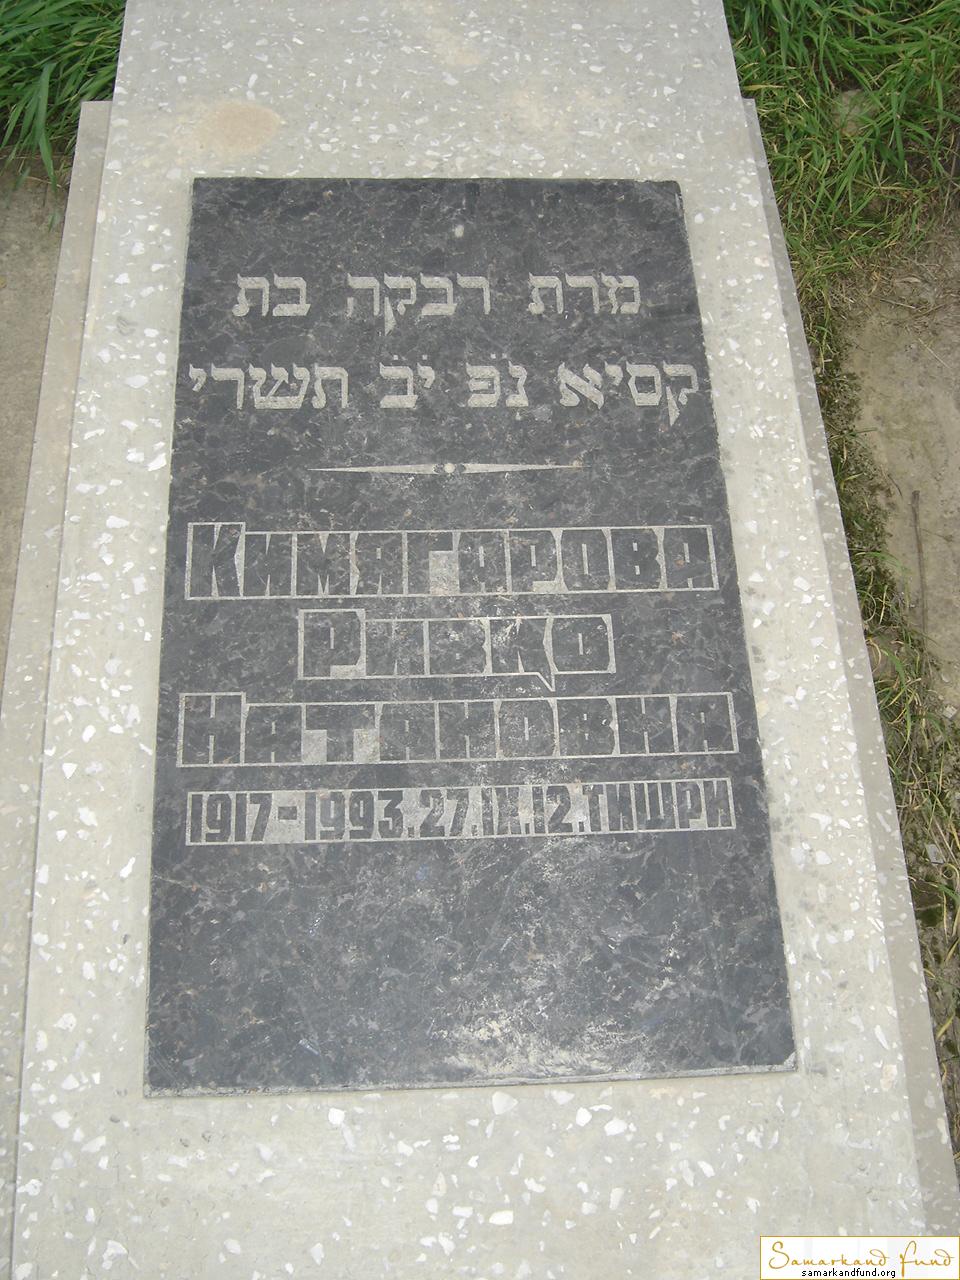 מרת רבקה בת
קסיא נפ יב תשרי
КИМЯГАРОВА
РИВҚО
НАТАНОВНА
1917-1993.27.IX.12.ТИШРИ
Samarkand fund
samarkandfund.org